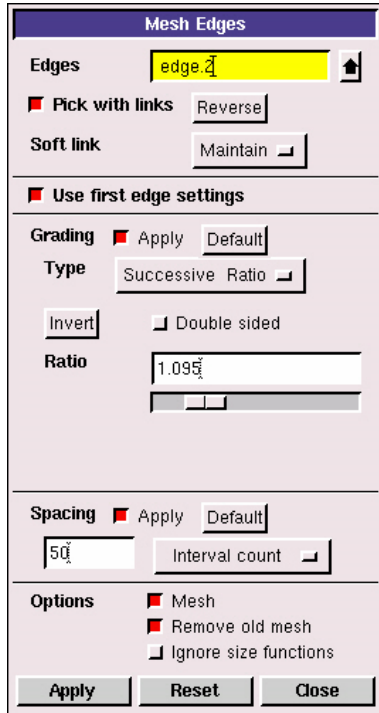 Mesh Edges
Edges edge.2
Pick with links Reverse
Soft link Maintain
Use first edge settings
Grading Apply Default
Type Successive Ratio
Invert Double sided
Ratio 1.095
Spacing Apply Default
50 Interval count
Options Mesh
Remove old mesh
Ignore size functions
Apply Reset Close